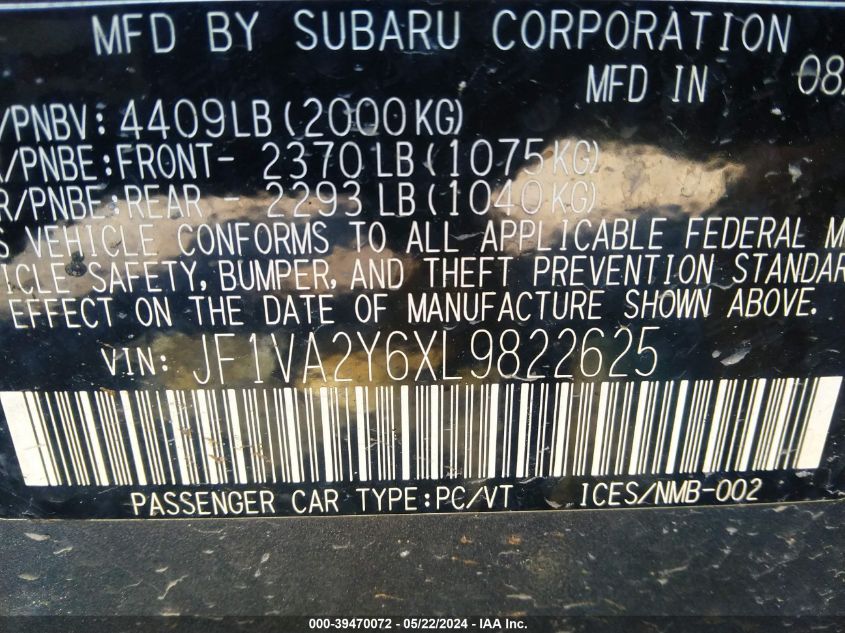 MFD BY SUBARU CORPORATION
MFD IN 08
/PNBV: 4409LB (2000KG)
/PNBE:FRONT- 2370 LB (1075KG)
R/PNBE:REAR - 2293 LB (1040KG)
S VEHICLE CONFORMS TO ALL APPLICABLE FEDERAL M
ICLE SAFETY, BUMPER, AND THEFT PREVENTION STANDAR
EFFECT ON THE DATE OF MANUFACTURE SHOWN ABOVE.
VIN: JF1VA2Y6XL9822625
PASSENGER CAR TYPE:PC/VT ICES/NMB-002
000-39470072 - 05/22/2024 - IAA Inc.